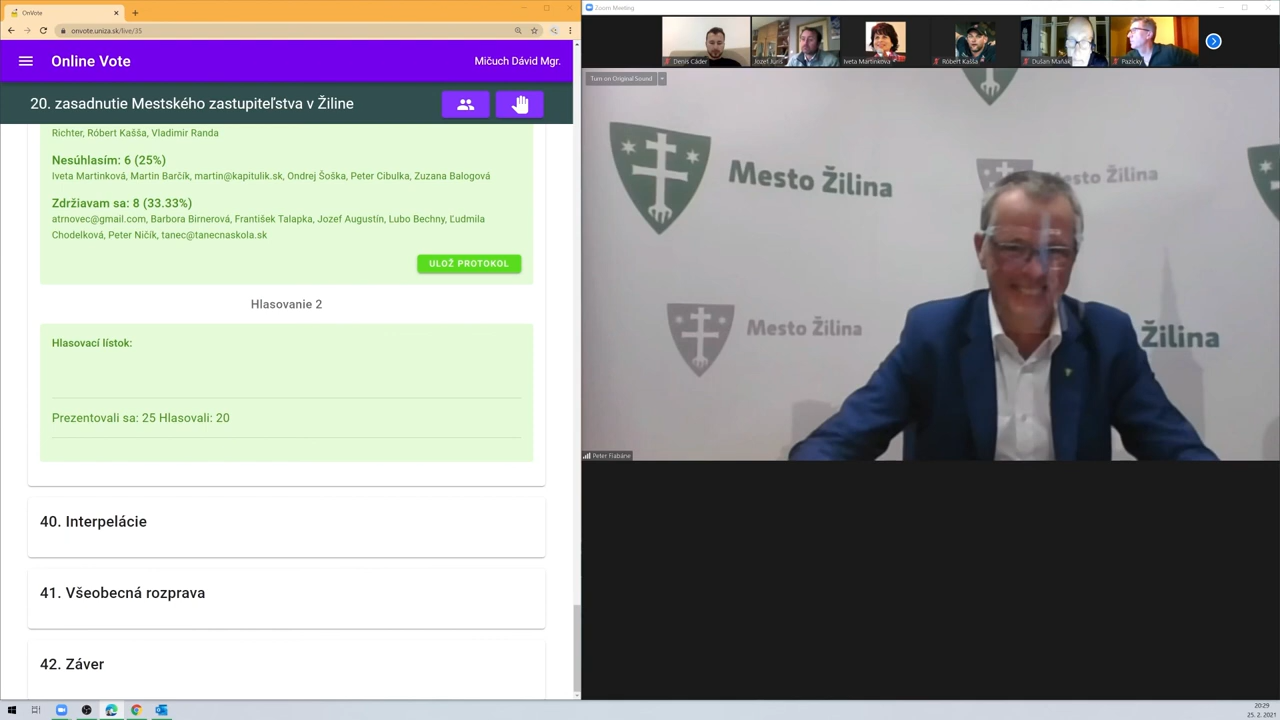 OnVote
onvote.uniza.sk/live/35
Online Vote
Mičuch Dávid Mgr.
20. zasadnutie Mestského zastupiteľstva v Žiline
Richter, Róbert Kašša, Vladimir Randa
Nesúhlasím: 6 (25%)
Iveta Martinková, Martin Barčík, martin@kapitulik.sk, Ondrej Šoška, Peter Cibulka, Zuzana Balogová
Zdržiavam sa: 8 (33.33%)
atrnovec@gmail.com, Barbora Birnerová, František Talapka, Jozef Augustín, Lubo Bechny, Ľudmila
Chodelková, Peter Ničík, tanec@tanecnaskola.sk
ULOŽ PROTOKOL
Hlasovanie 2
Hlasovací lístok:
Prezentovali sa: 25 Hlasovali: 20
40. Interpelácie
41. Všeobecná rozprava
42. Záver
Zoom Meeting
Denis Cáder
Jozef Juriš
Iveta Martinkova
Róbert Kašša
Dušan Maňák
Pažický
Turn on Original Sound
Mesto Žilina
esto Žilina
Mesto Žilina
Žilina
Peter Fiabáne
20:29
25. 2. 2021